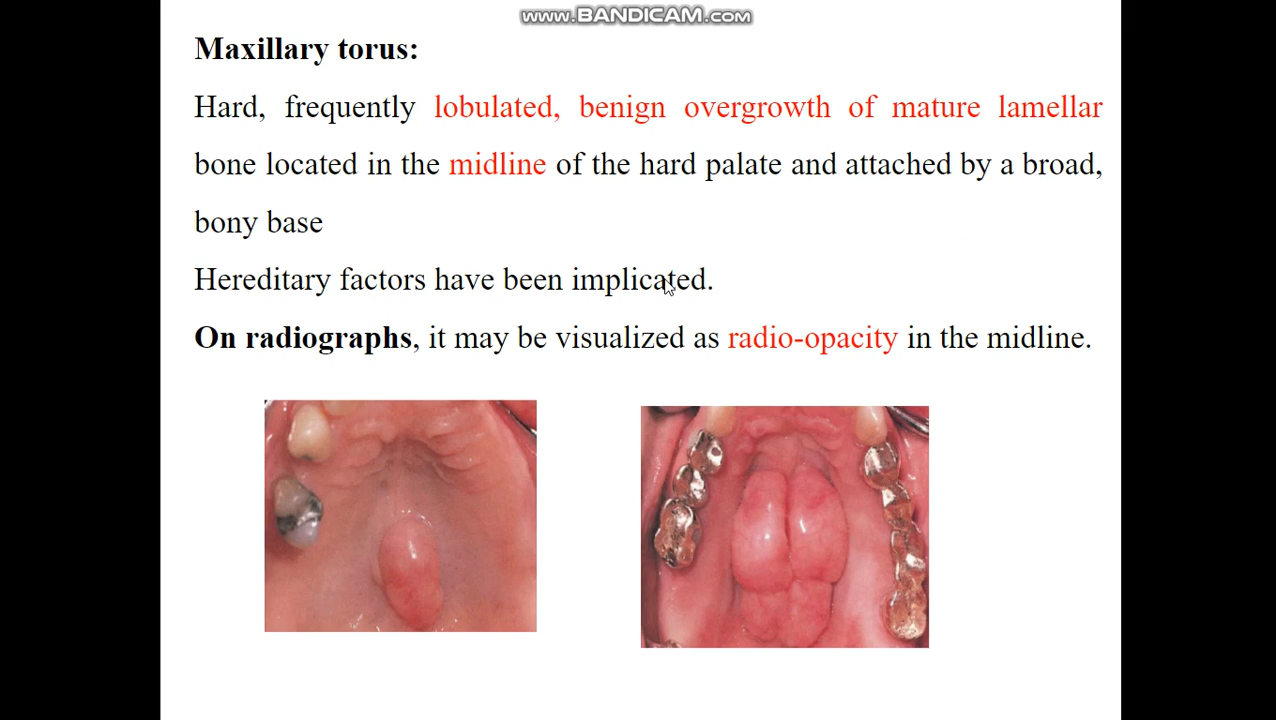 www.BANDICAM.com
Maxillary torus:
Hard, frequently lobulated, benign overgrowth of mature lamellar
bone located in the midline of the hard palate and attached by a broad,
bony base
Hereditary factors have been implicated.
On radiographs, it may be visualized as radio-opacity in the midline.